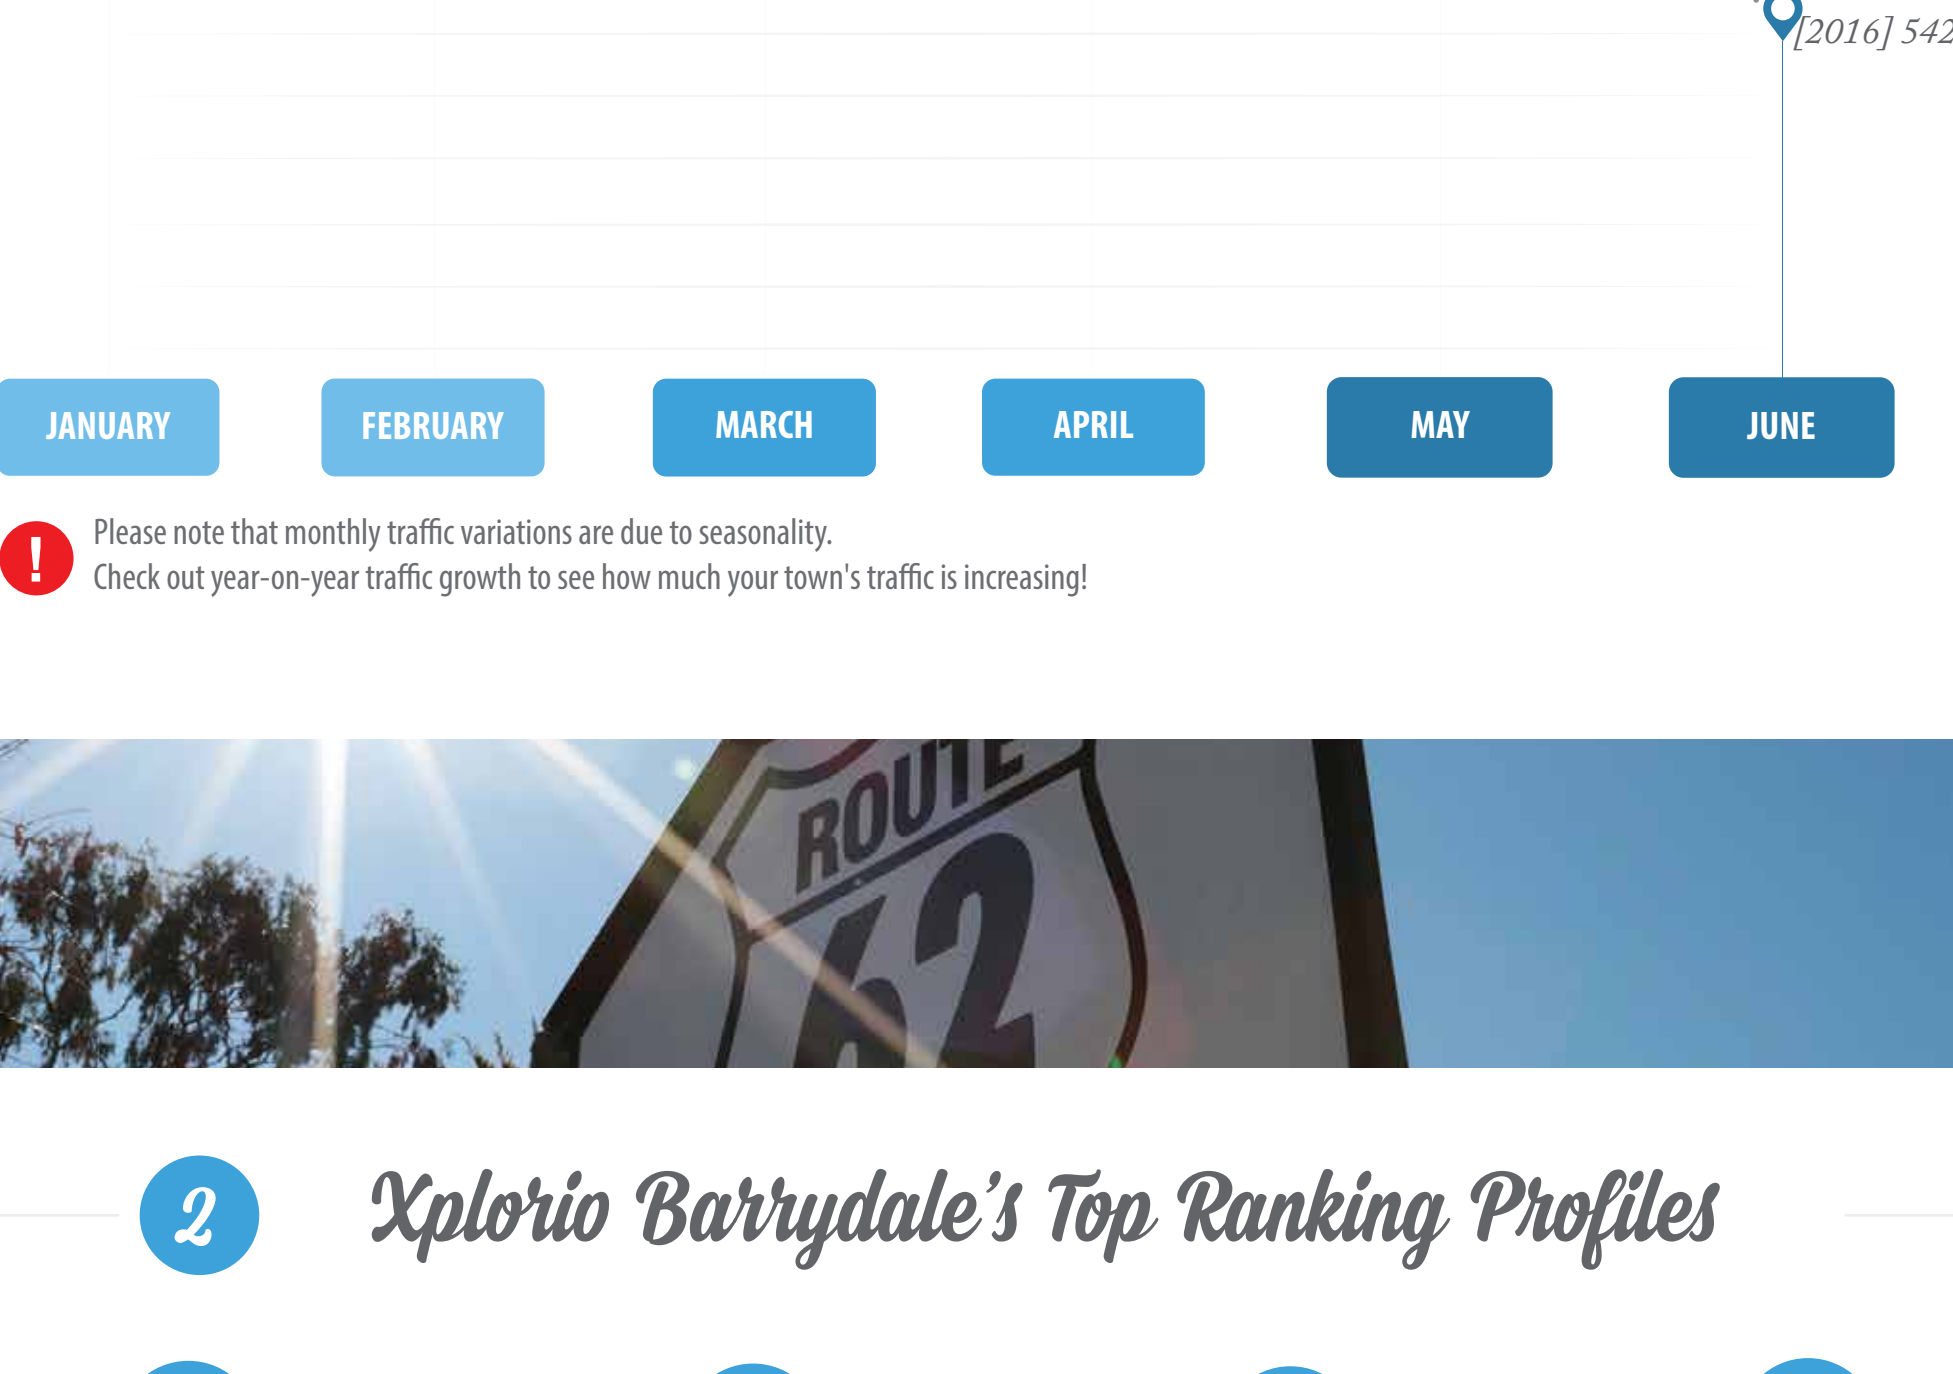 [2016] 542
JANUARY
FEBRUARY
MARCH
APRIL
MAY
JUNE
!
Please note that monthly traffic variations are due to seasonality.
Check out year-on-year traffic growth to see how much your town's traffic is increasing!
ROUTE
62
2
Xplorio Barrydale's Top Ranking Profiles